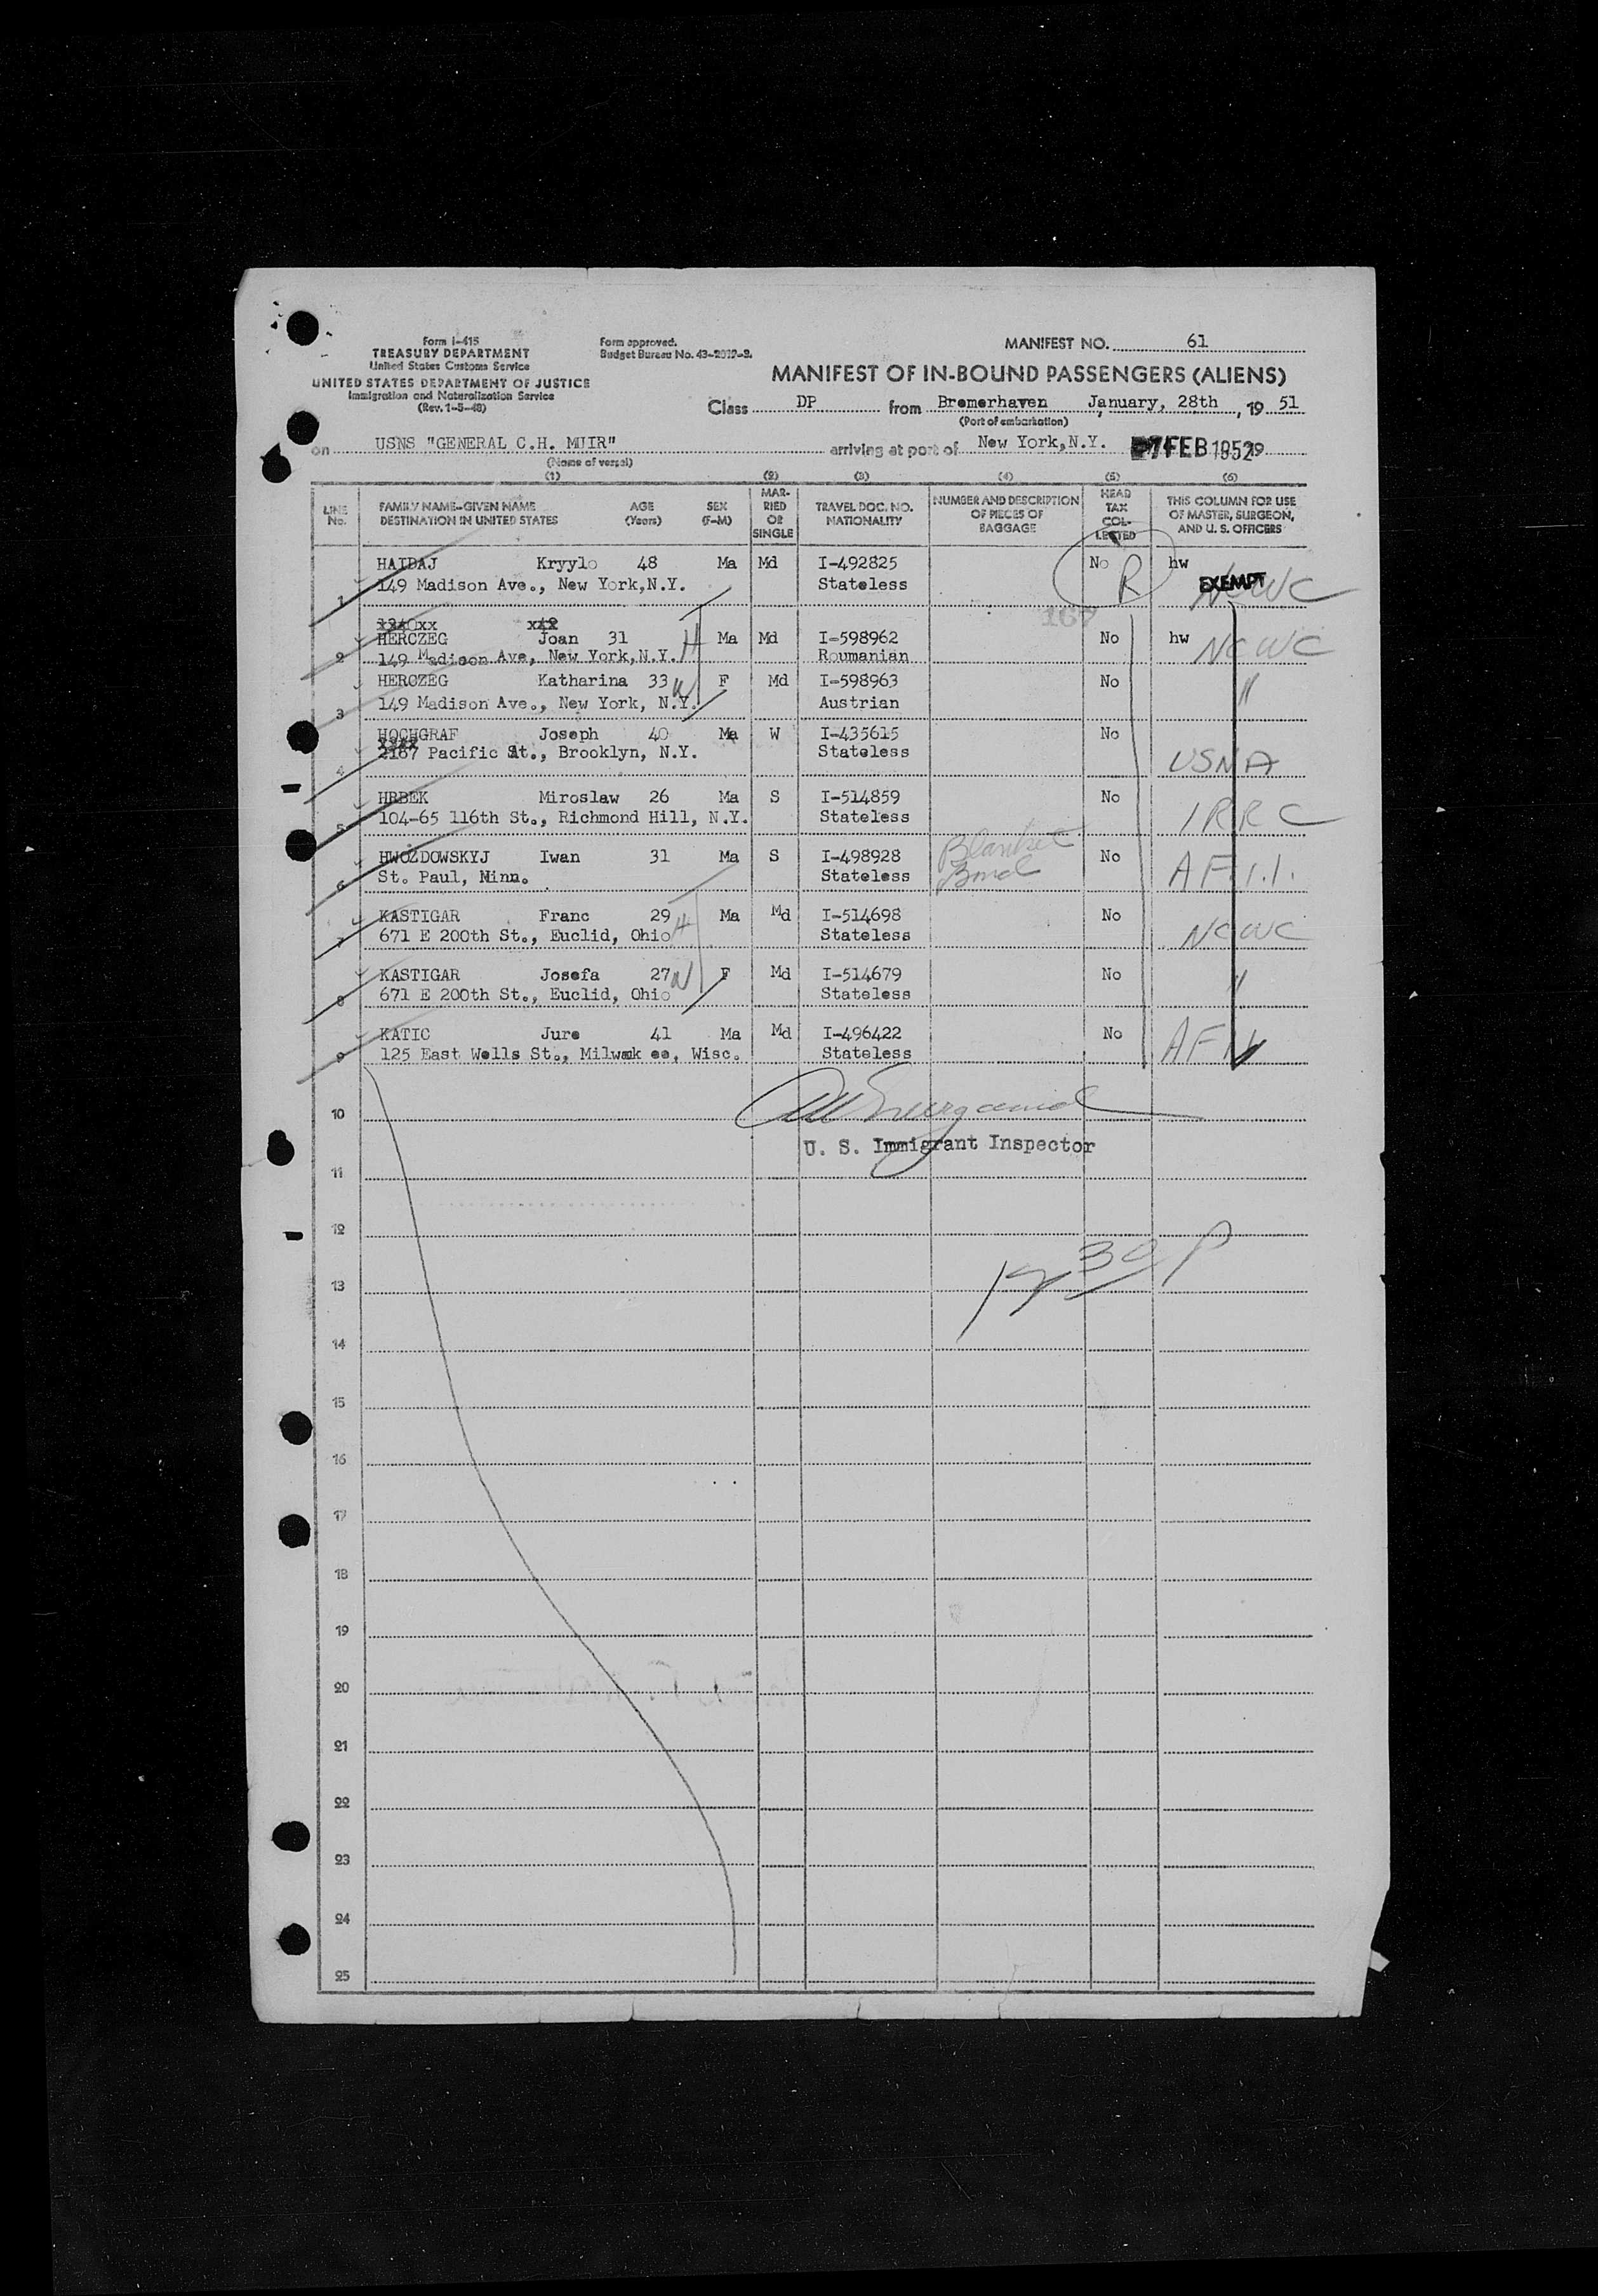 Form I-415
TREASURY DEPARTMENT
United States Customs Service
UNITED STATES DEPARTMENT OF JUSTICE
Immigration and Naturalization Service
(Rev. 1-5-48)
Form approved.
Budget Bureau No.
MANIFEST NO. 61
MANIFEST OF IN-BOUND PASSENGERS (ALIENS)
Class DP from Bremerhaven January, 28th, 19 51
(Port of embarkation)
on USNS "GENERAL C.H. MUIR" arriving at port of New York,N.Y. 7 FEB 1952 19
(Name of vessel)
(1) (2) (3) (4) (5) (6)
LINE No. FAMILY NAME-GIVEN NAME DESTINATION IN UNITED STATES AGE (Years) SEX (F-M) MARRIED OR SINGLE TRAVEL DOC. NO. NATIONALITY NUMBER AND DESCRIPTION OF PIECES OF BAGGAGE HEAD TAX COLLECTED THIS COLUMN FOR USE OF MASTER, SURGEON, AND U. S. OFFICERS
HAIDAJ Kryylo 48 Ma Md I-492825 No R hw
1 149 Madison Ave., New York,N.Y. Stateless EXEMPT NCWC
167
HERCZEG Joan 31 H Ma Md I-598962 No hw NCWC
2 149 Madison Ave, New York,N.Y. Roumanian
HERCZEG Katharina 33 W F Md I-598963 No "
3 149 Madison Ave., New York, N.Y. Austrian
HOCHGRAF Joseph 40 Ma W I-435615 No
4 2167 Pacific St., Brooklyn, N.Y. Stateless USNA
HRBEK Miroslaw 26 Ma S I-514859 No
5 104-65 116th St., Richmond Hill, N.Y. Stateless IRRC
HWOZDOWSKYJ Iwan 31 Ma S I-498928 Blanket No
6 St. Paul, Minn. Stateless Bond A F I.I.
KASTIGAR Franc 29 H Ma Md I-514698 No
7 671 E 200th St., Euclid, Ohio Stateless NCWC
KASTIGAR Josefa 27 W F Md I-514679 No
8 671 E 200th St., Euclid, Ohio Stateless "
KATIC Jure 41 Ma Md I-496422 No
9 125 East Wells St., Milwak ee, Wisc. Stateless
10
U. S. Immigrant Inspector
11
12
12 30 P
13
14
15
16
17
18
19
20
21
22
23
24
25